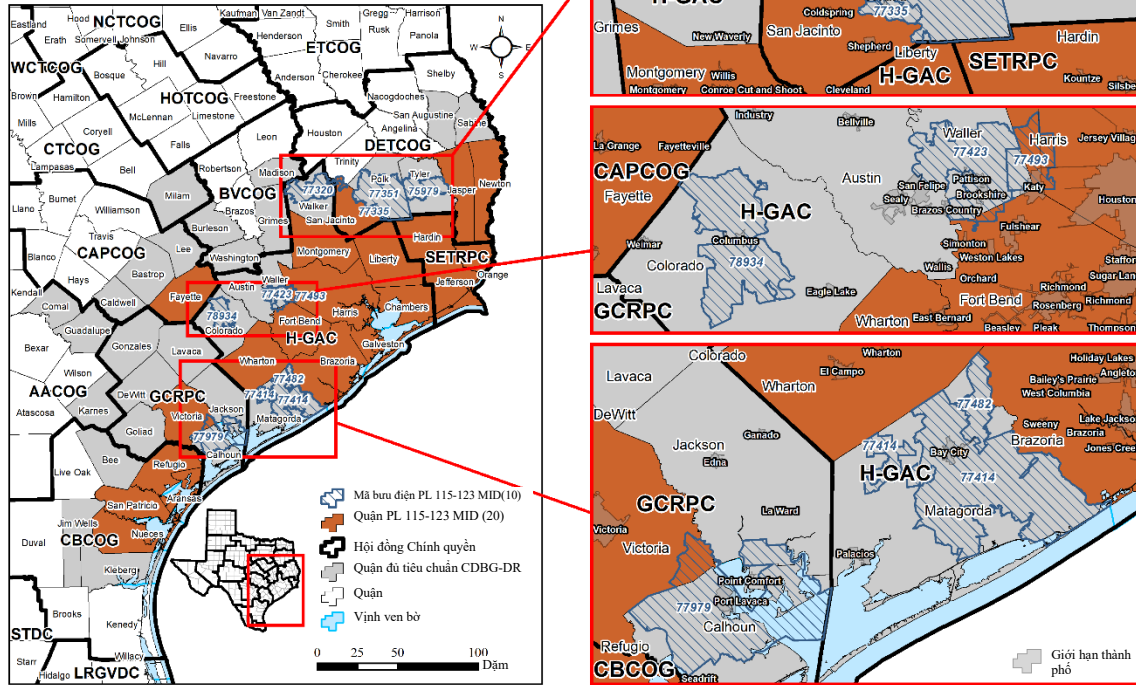 Kaufman
Van Zandt
Gregg
Harrison
Hood
NCTCOG
Ellis
Smith
Rusk
Panola
Eastland
Erath
Somervell
Johnson
Henderson
ETCOG
WCTCOG
Hill
Navarro
Bosque
Anderson
Cherokee
Shelby
Brown
Hamilton
HOTCOG
Freestone
Nacogdoches
Mills
McLennan
Limestone
San Augustine
CTCOG
Coryell
Leon
Houston
Angelina
Sabine
Falls
DETCOG
Lampasas
Bell
Robertson
Madison
Trinity
Polk
Tyler
Milam
BVCOG
77320
77351
75979
Jasper
Newton
Llano
Burnet
Williamson
Brazos
Walker
77335
Grimes
San Jacinto
Burleson
Hardin
Travis
Lee
Washington
Montgomery
Liberty
SETRPC
Blanco
CAPCOG
Orange
Hays
Bastrop
Austin
Waller
Jefferson
Kendall
Comal
Caldwell
Fayette
77423
77493
Harris
Chambers
Guadalupe
78934
Fort Bend
Colorado
H-GAC
Galveston
Bexar
Gonzales
Lavaca
Wharton
Brazoria
Wilson
77482
AACOG
DeWitt
GCRPC
77414
77414
Atascosa
Karnes
Jackson
Victoria
Matagorda
Goliad
77979
Bee
Calhoun
Live Oak
Refugio
Aransas
San Patricio
Jim Wells
Nueces
Duval
CBCOG
Kleberg
Brooks
Kenedy
STDC
Starr
Willacy
Hidalgo
LRGVDC
N
W
E
S
Mã bưu điện PL 115-123 MID(10)
Quận PL 115-123 MID (20)
Hội đồng Chính quyền
Quận đủ tiêu chuẩn CDBG-DR
Quận
Vịnh ven bờ
0 25 50 100
Dặm
H-GAC
Coldspring
77335
Grimes
New Waverly
San Jacinto
Hardin
Shepherd
Liberty
SETRPC
Montgomery
Willis
H-GAC
Kountze
Montgomery
Conroe
Cut and Shoot
Cleveland
Silsbe
Industry
Bellville
Waller
Harris
Jersey Village
La Grange
Fayetteville
77423
77493
CAPCOG
Austin
Pattison
Fayette
San Felipe
Brookshire
Katy
H-GAC
Sealy
Brazos Country
Houston
Fulshear
Weimar
Columbus
Simonton
Weston Lakes
Stafford
Colorado
78934
Wallis
Orchard
Sugar Lan
Lavaca
Eagle Lake
Richmond
Fort Bend
Rosenberg
Richmond
GCRPC
Wharton
East Bernard
Beasley
Pleak
Thompson
Colorado
Wharton
Holiday Lakes
Lavaca
El Campo
Angleto
Wharton
Bailey's Prairie
77482
West Columbia
DeWitt
Lake Jackson
Sweeny
Brazoria
Jackson
Ganado
77414
Brazoria
Bay City
Jones Cree
Edna
H-GAC
77414
GCRPC
La Ward
Matagorda
Victoria
Victoria
Palacios
Point Comfort
Port Lavaca
77979
Calhoun
Refugio
CBCOG
Seadrift
Giới hạn thành
phố